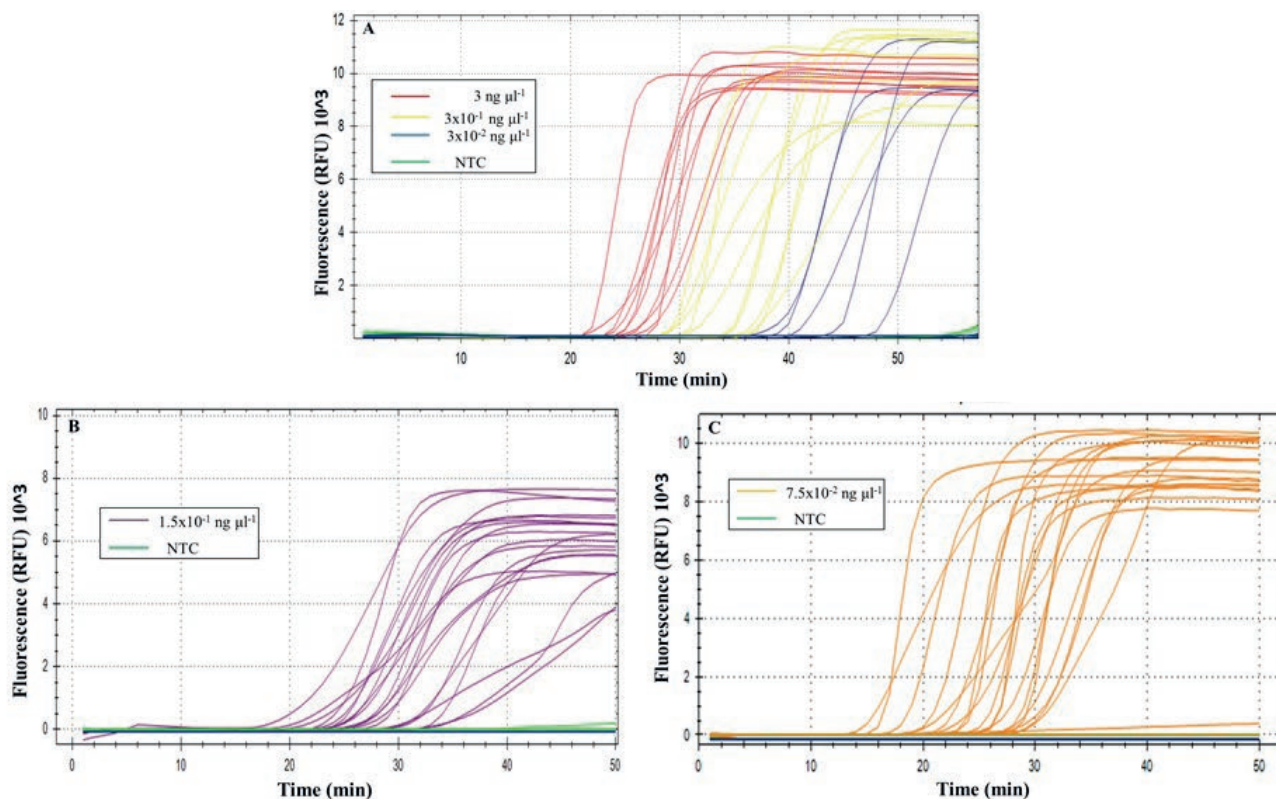 A
Fluorescence (RFU) 10^3
12
10
8
6
4
2
3 ng µl⁻¹
3x10⁻¹ ng µl⁻¹
3x10⁻² ng µl⁻¹
NTC
10
20
30
40
50
Time (min)
B
Fluorescence (RFU) 10^3
10
8
6
4
2
0
1.5x10⁻¹ ng µl⁻¹
NTC
0
10
20
30
40
50
Time (min)
C
Fluorescence (RFU) 10^3
10
8
6
4
2
0
7.5x10⁻² ng µl⁻¹
NTC
0
10
20
30
40
50
Time (min)